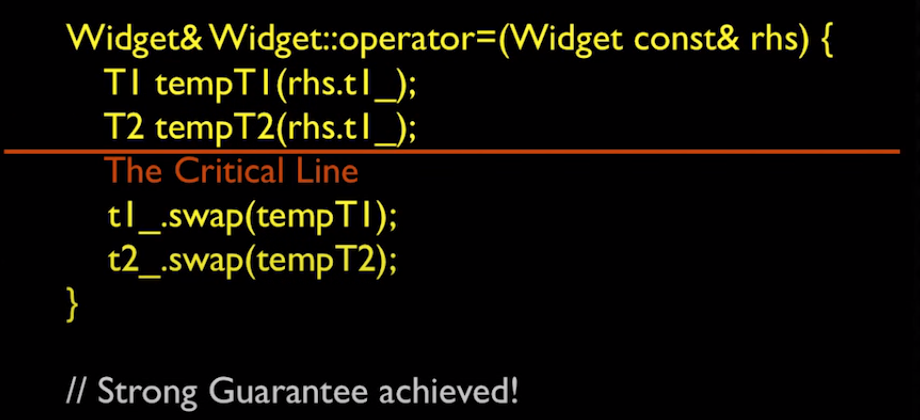 Widget& Widget::operator=(Widget const& rhs) {
T1 tempT1(rhs.t1_);
T2 tempT2(rhs.t1_);
The Critical Line
t1_.swap(tempT1);
t2_.swap(tempT2);
}
// Strong Guarantee achieved!